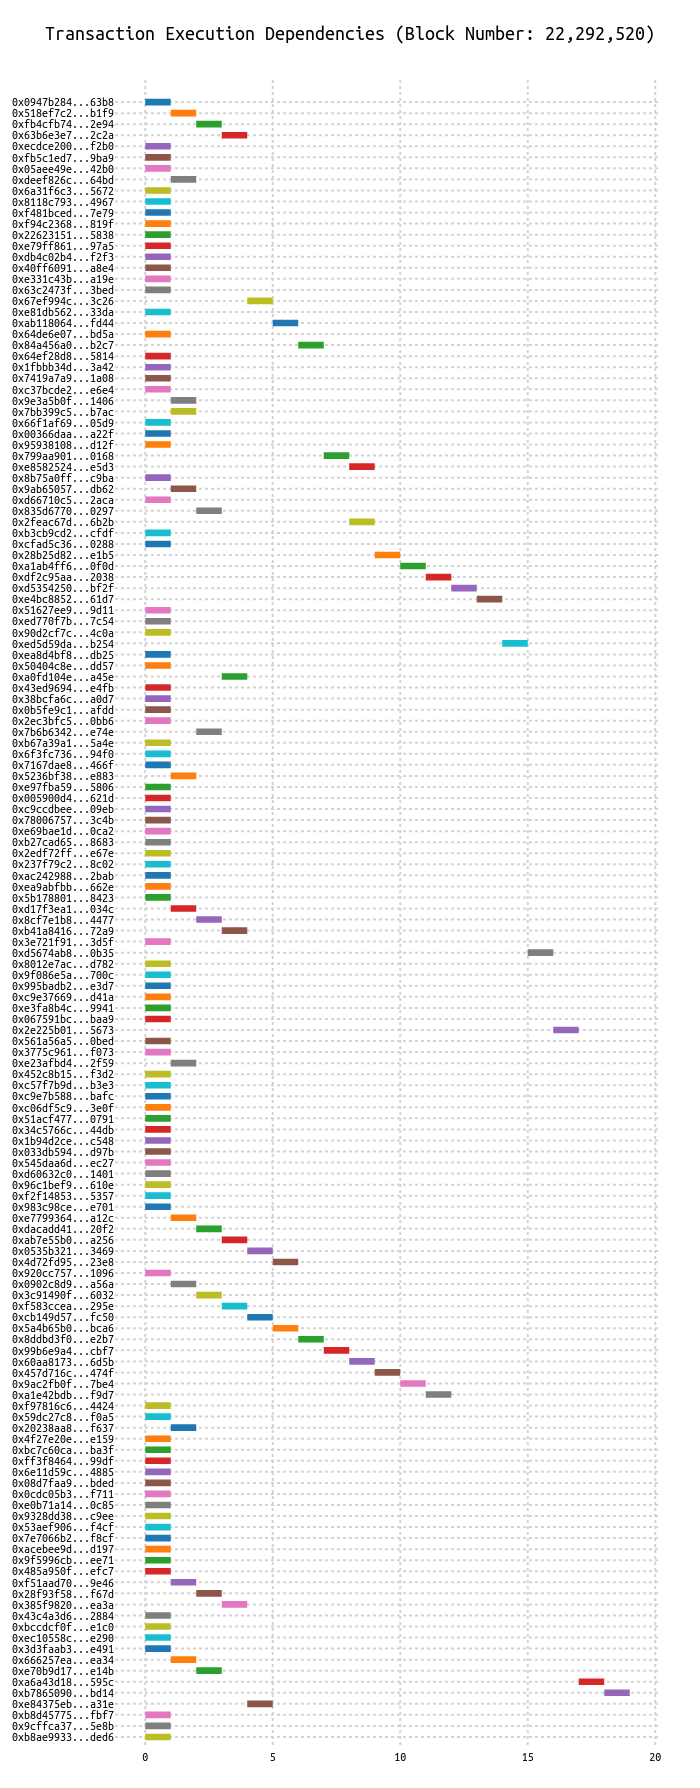 Transaction Execution Dependencies (Block Number: 22,292,520)
0x0947b284...63b8
0x518ef7c2...b1f9
0xfb4cfb74...2e94
0x63b6e3e7...2c2a
0xecdce200...f2b0
0xfb5c1ed7...9ba9
0x05aee49e...42b0
0xdeef826c...64bd
0x6a31f6c3...5672
0x8118c793...4967
0xf481bced...7e79
0xf94c2368...819f
0x22623151...5838
0xe79ff861...97a5
0xdb4c02b4...f2f3
0x40ff6091...a8e4
0xe331c43b...a19e
0x63c2473f...3bed
0x67ef994c...3c26
0xe81db562...33da
0xab118064...fd44
0x64de6e07...bd5a
0x84a456a0...b2c7
0x64ef28d8...5814
0x1fbbb34d...3a42
0x7419a7a9...1a08
0xc37bcde2...e6e4
0x9e3a5b0f...1406
0x7bb399c5...b7ac
0x66f1af69...05d9
0x00366daa...a22f
0x95938108...d12f
0x799aa901...0168
0xe8582524...e5d3
0x8b75a0ff...c9ba
0x9ab65057...db62
0xd66710c5...2aca
0x835d6770...0297
0x2feac67d...6b2b
0xb3cb9cd2...cfdf
0xcfad5c36...0288
0x28b25d82...e1b5
0xa1ab4ff6...0f0d
0xdf2c95aa...2038
0xd5354250...bf2f
0xe4bc8852...61d7
0x51627ee9...9d11
0xed770f7b...7c54
0x90d2cf7c...4c0a
0xed5d59da...b254
0xea8d4bf8...db25
0x50404c8e...dd57
0xa0fd104e...a45e
0x43ed9694...e4fb
0x38bcfa6c...a0d7
0x0b5fe9c1...afdd
0x2ec3bfc5...0bb6
0x7b6b6342...e74e
0xb67a39a1...5a4e
0x6f3fc736...94f0
0x7167dae8...466f
0x5236bf38...e883
0xe97fba59...5806
0x005900d4...621d
0xc9ccdbee...09eb
0x78006757...3c4b
0xe69bae1d...0ca2
0xb27cad65...8683
0x2edf72ff...e67e
0x237f79c2...8c02
0xac242988...2bab
0xea9abfbb...662e
0x5b178801...8423
0xd17f3ea1...034c
0x8cf7e1b8...4477
0xb41a8416...72a9
0x3e721f91...3d5f
0xd5674ab8...0b35
0x8012e7ac...d782
0x9f086e5a...700c
0x995badb2...e3d7
0xc9e37669...d41a
0xe3fa8b4c...9941
0x067591bc...baa9
0x2e225b01...5673
0x561a56a5...0bed
0x3775c961...f073
0xe23afbd4...2f59
0x452c8b15...f3d2
0xc57f7b9d...b3e3
0xc9e7b588...bafc
0xc06df5c9...3e0f
0x51acf477...0791
0x34c5766c...44db
0x1b94d2ce...c548
0x033db594...d97b
0x545daa6d...ec27
0xd60632c0...1401
0x96c1bef9...610e
0xf2f14853...5357
0x983c98ce...e701
0xe7799364...a12c
0xdacadd41...20f2
0xab7e55b0...a256
0x0535b321...3469
0x4d72fd95...23e8
0x920cc757...1096
0x0902c8d9...a56a
0x3c91490f...6032
0xf583ccea...295e
0xcb149d57...fc50
0x5a4b65b0...bca6
0x8ddbd3f0...e2b7
0x99b6e9a4...cbf7
0x60aa8173...6d5b
0x457d716c...474f
0x9ac2fb0f...7be4
0xa1e42bdb...f9d7
0xf97816c6...4424
0x59dc27c8...f0a5
0x20238aa8...f637
0x4f27e20e...e159
0xbc7c60ca...ba3f
0xff3f8464...99df
0x6e11d59c...4885
0x08d7faa9...bded
0x0cdc05b3...f711
0xe0b71a14...0c85
0x9328dd38...c9ee
0x53aef906...f4cf
0x7e7066b2...f8cf
0xacebee9d...d197
0x9f5996cb...ee71
0x485a950f...efc7
0xf51aad70...9e46
0x28f93f58...f67d
0x385f9820...ea3a
0x43c4a3d6...2884
0xbccdcf0f...e1c0
0xec10558c...e290
0x3d3faab3...e491
0x666257ea...ea34
0xe70b9d17...e14b
0xa6a43d18...595c
0xb7865090...bd14
0xe84375eb...a31e
0xb8d45775...fbf7
0x9cffca37...5e8b
0xb8ae9933...ded6
0 5 10 15 20